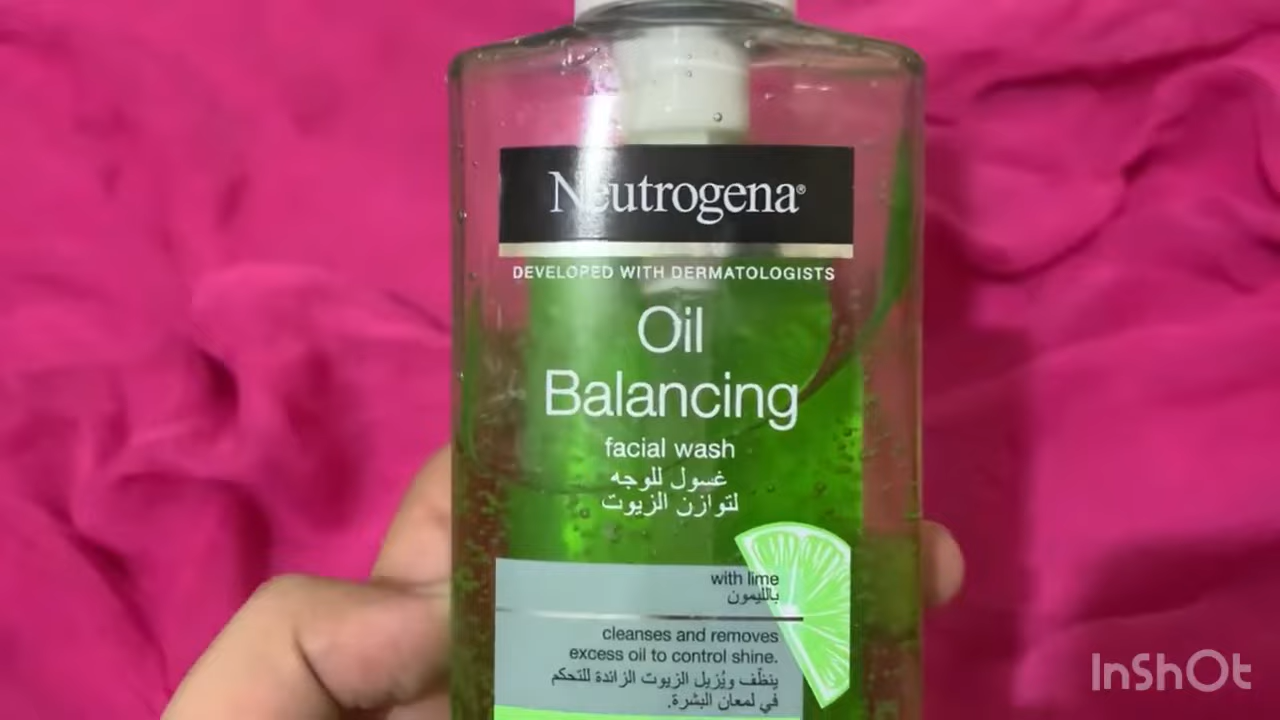 Neutrogena®
DEVELOPED WITH DERMATOLOGISTS
Oil
Balancing
facial wash
غسول للوجه
لتوازن الزيوت
with lime
بالليمون
cleanses and removes
excess oil to control shine.
ينظّف ويُزيل الزيوت الزائدة للتحكم
في لمعان البشرة.
InShOt